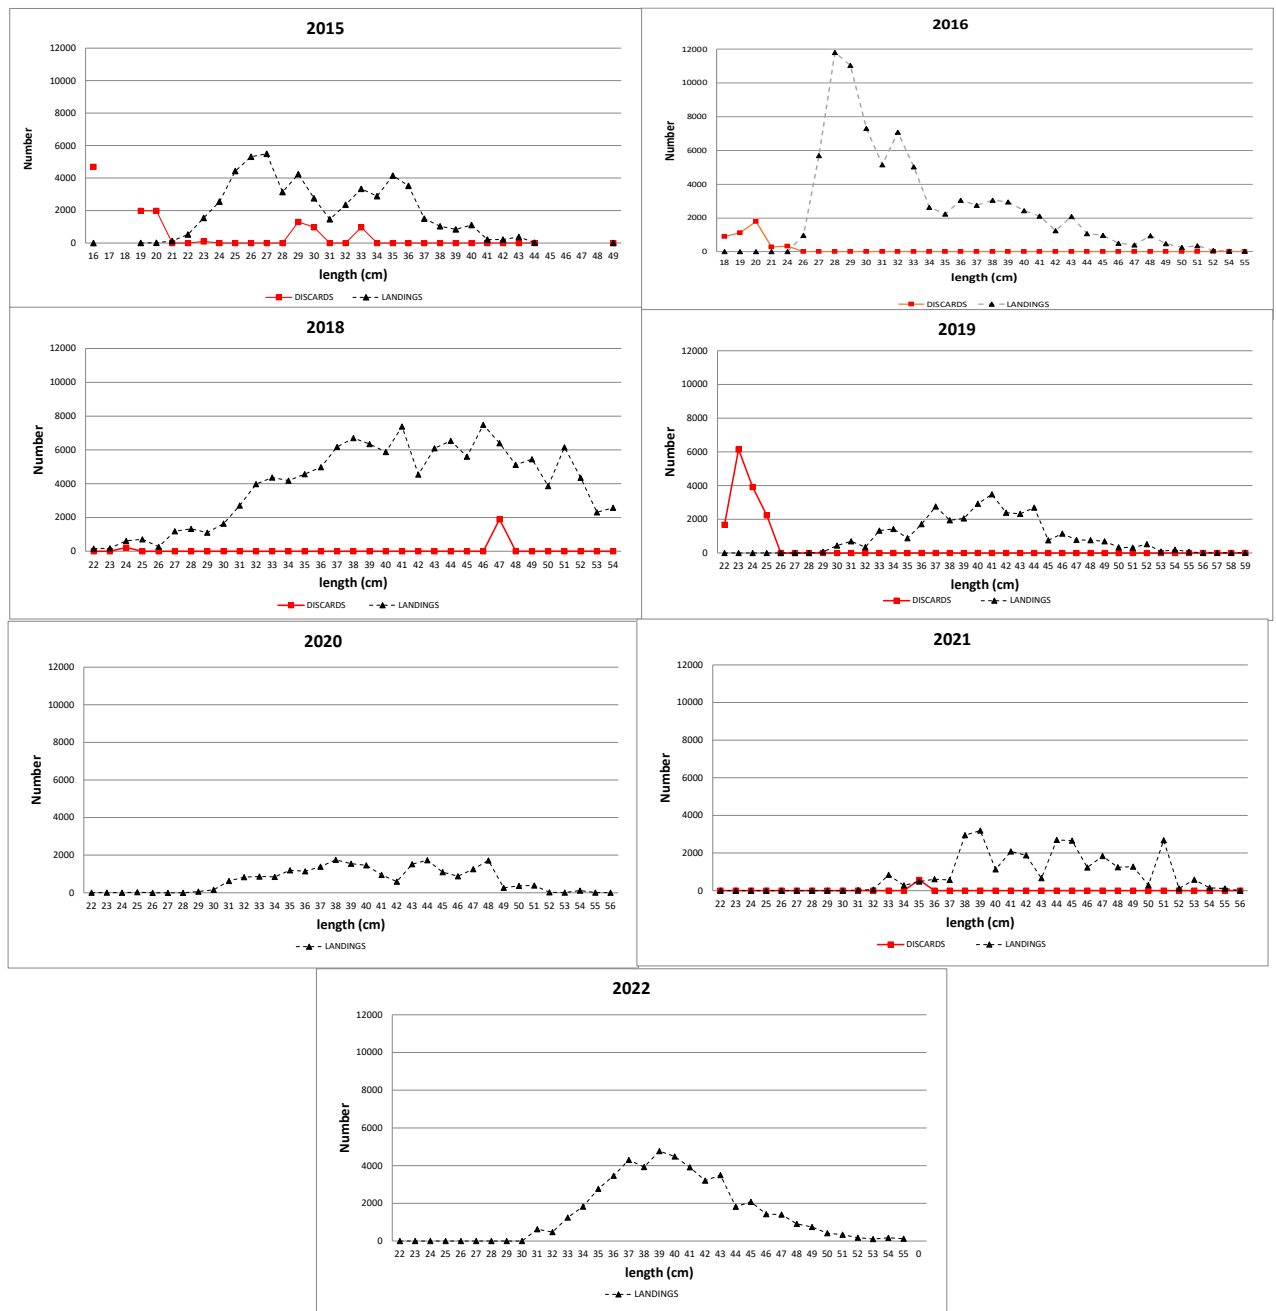 2015
12000
10000
8000
6000
4000
2000
0
Number
16 17 18 19 20 21 22 23 24 25 26 27 28 29 30 31 32 33 34 35 36 37 38 39 40 41 42 43 44 45 46 47 48 49
length (cm)
DISCARDS LANDINGS
2016
12000
10000
8000
6000
4000
2000
0
Number
18 19 20 21 24 26 27 28 29 30 31 32 33 34 35 36 37 38 39 40 41 42 43 44 45 46 47 48 49 50 51 52 54 55
length (cm)
DISCARDS LANDINGS
2018
12000
10000
8000
6000
4000
2000
0
Number
22 23 24 25 26 27 28 29 30 31 32 33 34 35 36 37 38 39 40 41 42 43 44 45 46 47 48 49 50 51 52 53 54
length (cm)
DISCARDS LANDINGS
2019
12000
10000
8000
6000
4000
2000
0
Number
22 23 24 25 26 27 28 29 30 31 32 33 34 35 36 37 38 39 40 41 42 43 44 45 46 47 48 49 50 51 52 53 54 55 56 57 58 59
length (cm)
DISCARDS LANDINGS
2020
12000
10000
8000
6000
4000
2000
0
Number
22 23 24 25 26 27 28 29 30 31 32 33 34 35 36 37 38 39 40 41 42 43 44 45 46 47 48 49 50 51 52 53 54 55 56
length (cm)
LANDINGS
2021
12000
10000
8000
6000
4000
2000
0
Number
22 23 24 25 26 27 28 29 30 31 32 33 34 35 36 37 38 39 40 41 42 43 44 45 46 47 48 49 50 51 52 53 54 55 56
length (cm)
DISCARDS LANDINGS
2022
12000
10000
8000
6000
4000
2000
0
Number
22 23 24 25 26 27 28 29 30 31 32 33 34 35 36 37 38 39 40 41 42 43 44 45 46 47 48 49 50 51 52 53 54 55 0
length (cm)
LANDINGS